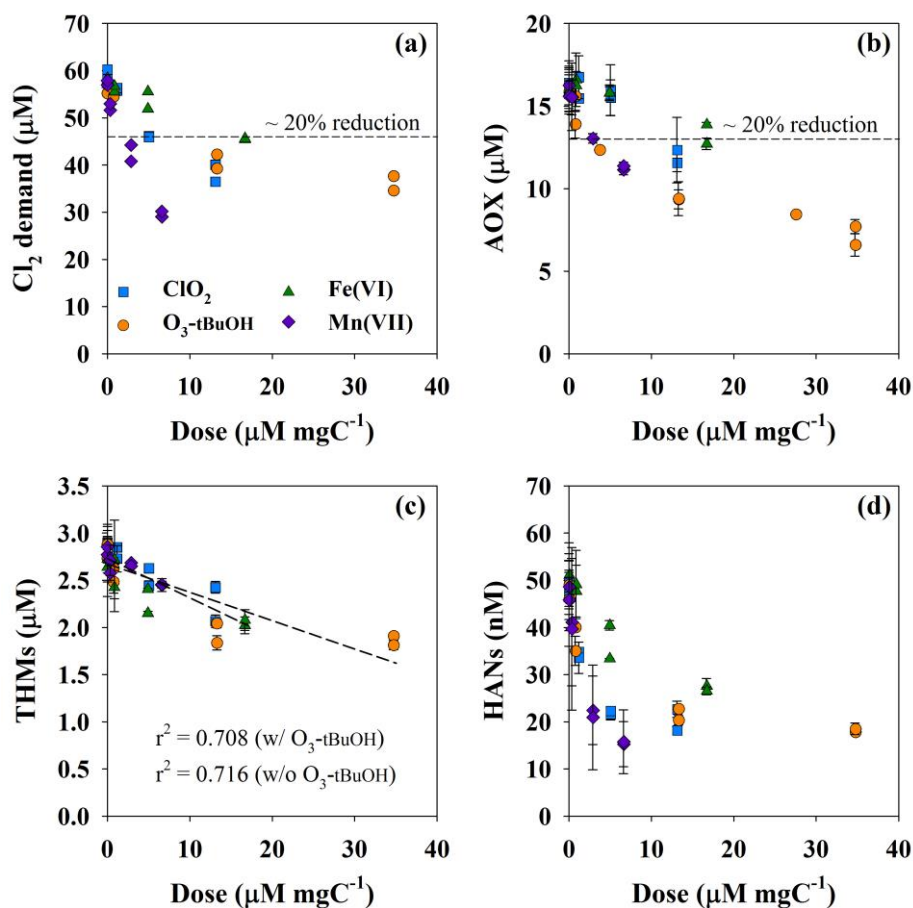 (a)
Cl₂ demand (µM)
70
60
50
40
30
20
10
0
~ 20% reduction
ClO₂
Fe(VI)
O₃-tBuOH
Mn(VII)
0 10 20 30 40
Dose (µM mgC⁻¹)
(b)
AOX (µM)
20
15
10
5
0
~ 20% reduction
0 10 20 30 40
Dose (µM mgC⁻¹)
(c)
THMs (µM)
3.5
3.0
2.5
2.0
1.5
1.0
0.5
0.0
r² = 0.708 (w/ O₃-tBuOH)
r² = 0.716 (w/o O₃-tBuOH)
0 10 20 30 40
Dose (µM mgC⁻¹)
(d)
HANs (nM)
70
60
50
40
30
20
10
0
0 10 20 30 40
Dose (µM mgC⁻¹)